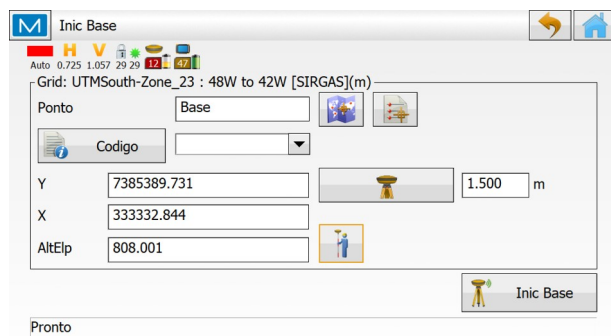 M Inic Base
H V
Auto 0.725 1.057 29 29 12 47
Grid: UTMSouth-Zone_23 : 48W to 42W [SIRGAS](m)
Ponto Base
Codigo
Y 7385389.731 1.500 m
X 333332.844
AltElp 808.001
Inic Base
Pronto